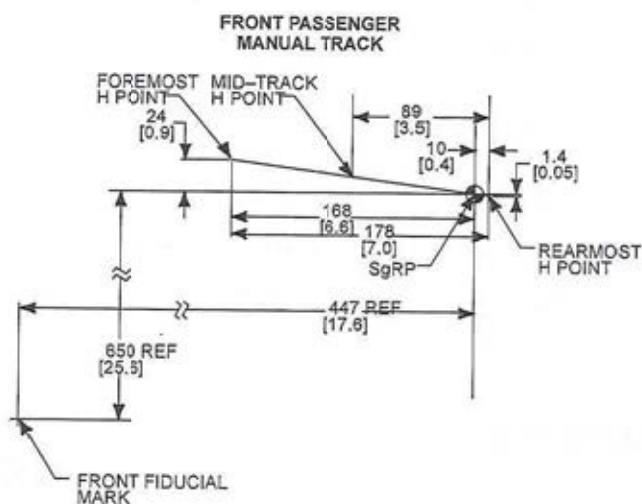 FRONT PASSENGER
MANUAL TRACK
FOREMOST
H POINT
MID–TRACK
H POINT
24
[0.9]
89
[3.5]
10
[0.4]
1.4
[0.05]
168
[6.6]
178
[7.0]
SgRP
REARMOST
H POINT
447 REF
[17.6]
650 REF
[25.6]
FRONT FIDUCIAL
MARK